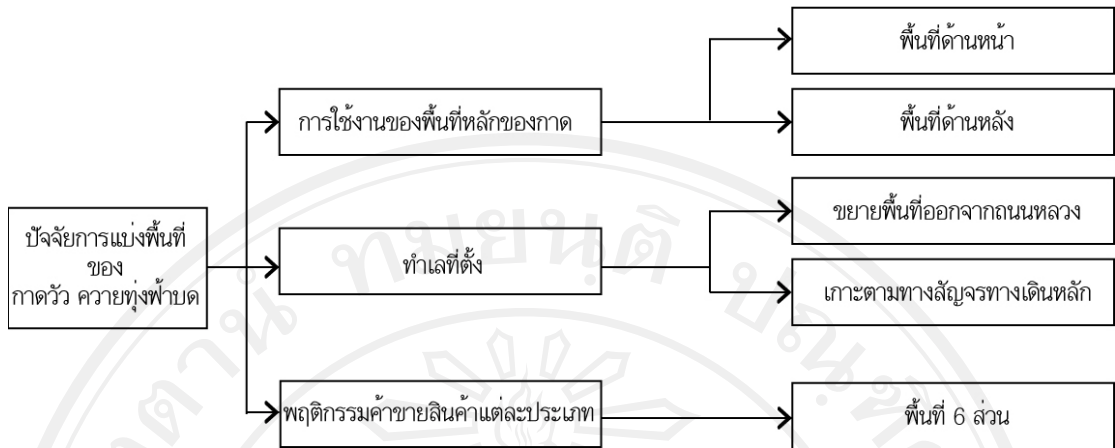 พื้นที่ด้านหน้า
การใช้งานของพื้นที่หลักของกาด
พื้นที่ด้านหลัง
ขยายพื้นที่ออกจากถนนหลวง
ปัจจัยการแบ่งพื้นที่
ของ
กาดวัว ควายทุ่งฟ้าบด
ทำเลที่ตั้ง
เกาะตามทางสัญจรทางเดินหลัก
พฤติกรรมค้าขายสินค้าแต่ละประเภท
พื้นที่ 6 ส่วน